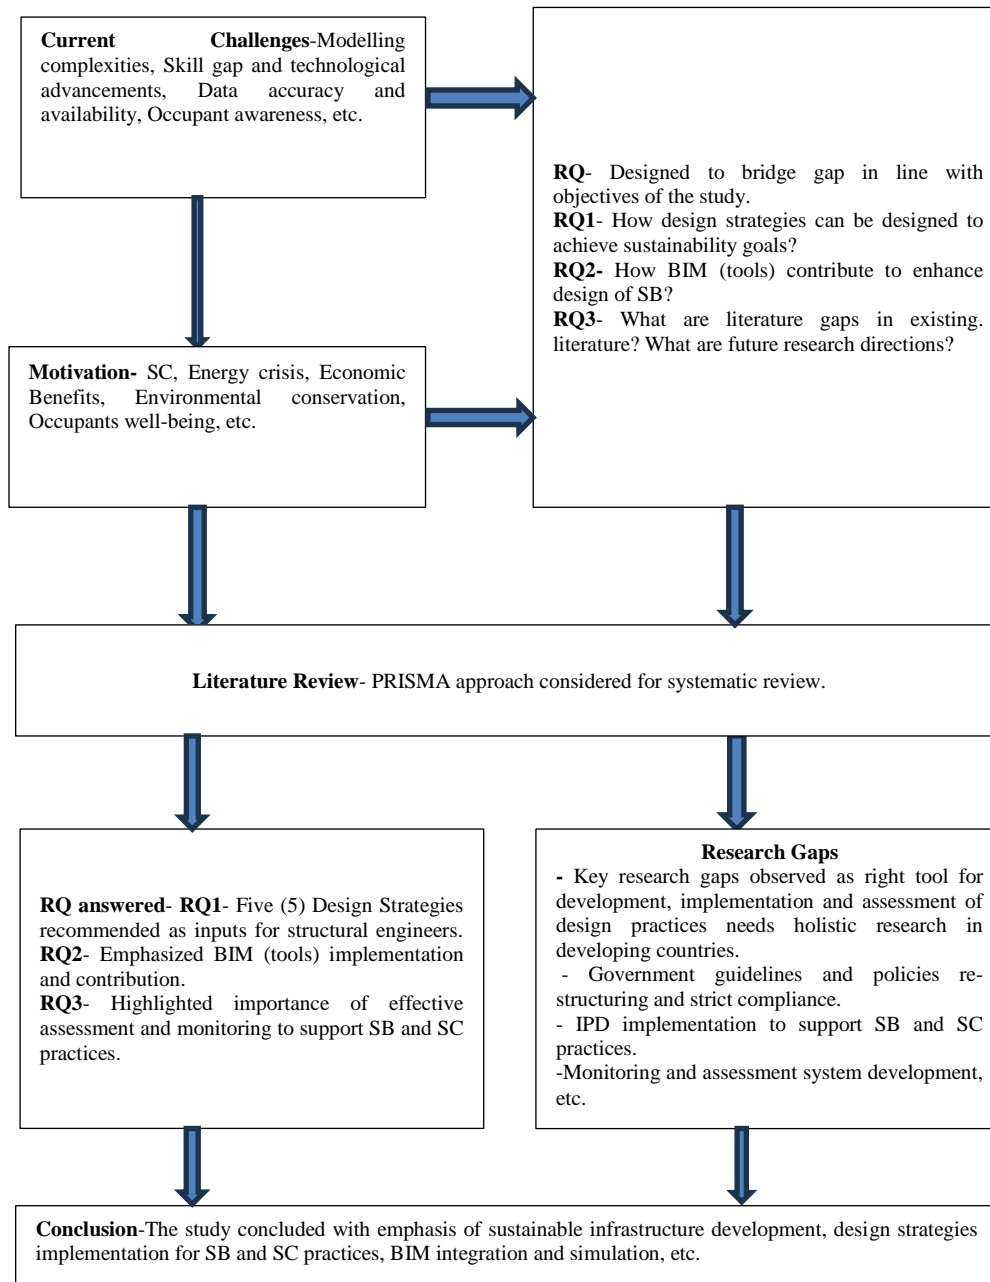 Current Challenges-Modelling
complexities, Skill gap and technological
advancements, Data accuracy and
availability, Occupant awareness, etc.
RQ- Designed to bridge gap in line with
objectives of the study.
RQ1- How design strategies can be designed to
achieve sustainability goals?
RQ2- How BIM (tools) contribute to enhance
design of SB?
RQ3- What are literature gaps in existing.
literature? What are future research directions?
Motivation- SC, Energy crisis, Economic
Benefits, Environmental conservation,
Occupants well-being, etc.
Literature Review- PRISMA approach considered for systematic review.
RQ answered- RQ1- Five (5) Design Strategies
recommended as inputs for structural engineers.
RQ2- Emphasized BIM (tools) implementation
and contribution.
RQ3- Highlighted importance of effective
assessment and monitoring to support SB and SC
practices.
Research Gaps
- Key research gaps observed as right tool for
development, implementation and assessment of
design practices needs holistic research in
developing countries.
- Government guidelines and policies re-
structuring and strict compliance.
- IPD implementation to support SB and SC
practices.
-Monitoring and assessment system development,
etc.
Conclusion-The study concluded with emphasis of sustainable infrastructure development, design strategies
implementation for SB and SC practices, BIM integration and simulation, etc.